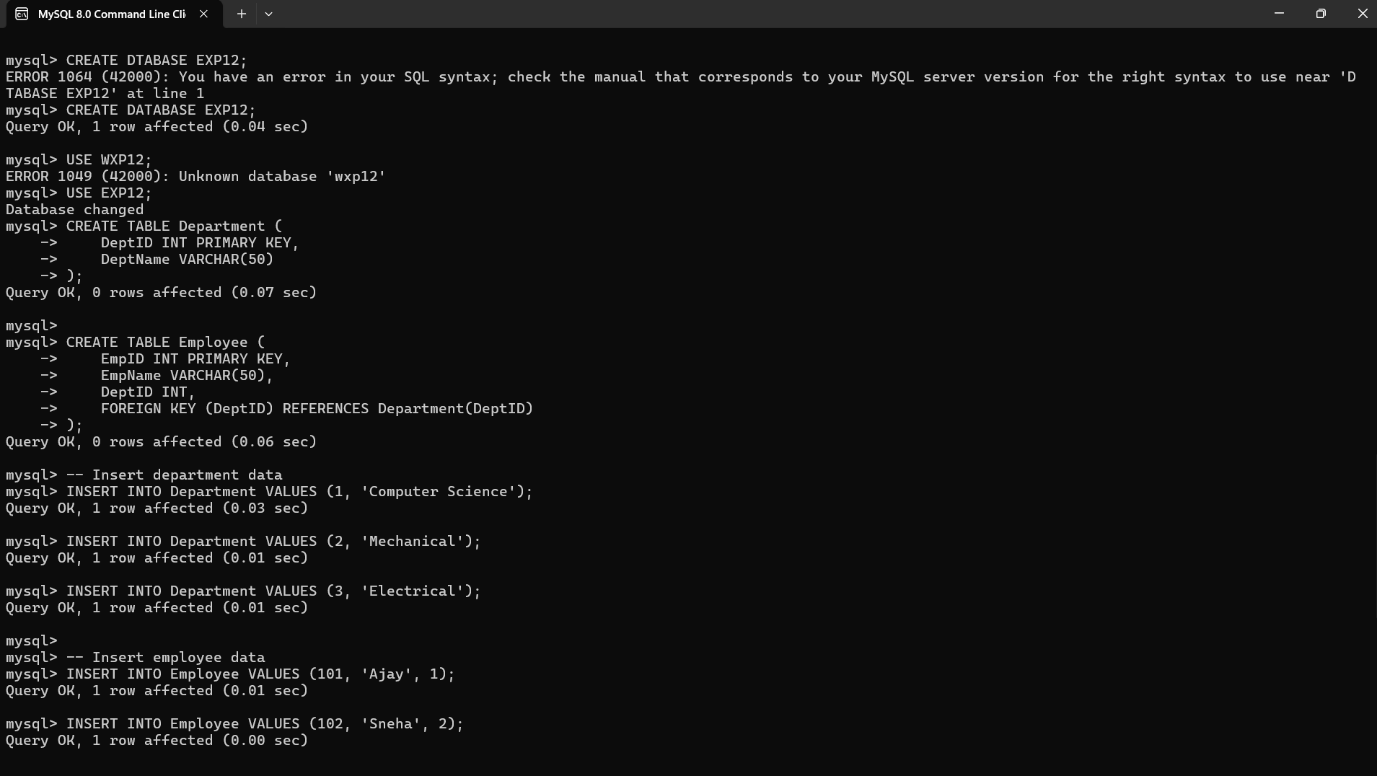 MySQL 8.0 Command Line Cli
mysql> CREATE DTABASE EXP12;
ERROR 1064 (42000): You have an error in your SQL syntax; check the manual that corresponds to your MySQL server version for the right syntax to use near 'D
TABASE EXP12' at line 1
mysql> CREATE DATABASE EXP12;
Query OK, 1 row affected (0.04 sec)
mysql> USE WXP12;
ERROR 1049 (42000): Unknown database 'wxp12'
mysql> USE EXP12;
Database changed
mysql> CREATE TABLE Department (
    ->     DeptID INT PRIMARY KEY,
    ->     DeptName VARCHAR(50)
    -> );
Query OK, 0 rows affected (0.07 sec)
mysql>
mysql> CREATE TABLE Employee (
    ->     EmpID INT PRIMARY KEY,
    ->     EmpName VARCHAR(50),
    ->     DeptID INT,
    ->     FOREIGN KEY (DeptID) REFERENCES Department(DeptID)
    -> );
Query OK, 0 rows affected (0.06 sec)
mysql> -- Insert department data
mysql> INSERT INTO Department VALUES (1, 'Computer Science');
Query OK, 1 row affected (0.03 sec)
mysql> INSERT INTO Department VALUES (2, 'Mechanical');
Query OK, 1 row affected (0.01 sec)
mysql> INSERT INTO Department VALUES (3, 'Electrical');
Query OK, 1 row affected (0.01 sec)
mysql>
mysql> -- Insert employee data
mysql> INSERT INTO Employee VALUES (101, 'Ajay', 1);
Query OK, 1 row affected (0.01 sec)
mysql> INSERT INTO Employee VALUES (102, 'Sneha', 2);
Query OK, 1 row affected (0.00 sec)